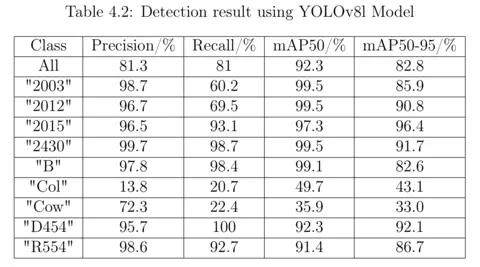 Table 4.2: Detection result using YOLOv8l Model
Class Precision/% Recall/% mAP50/% mAP50-95/%
All 81.3 81 92.3 82.8
"2003" 98.7 60.2 99.5 85.9
"2012" 96.7 69.5 99.5 90.8
"2015" 96.5 93.1 97.3 96.4
"2430" 99.7 98.7 99.5 91.7
"B" 97.8 98.4 99.1 82.6
"Col" 13.8 20.7 49.7 43.1
"Cow" 72.3 22.4 35.9 33.0
"D454" 95.7 100 92.3 92.1
"R554" 98.6 92.7 91.4 86.7